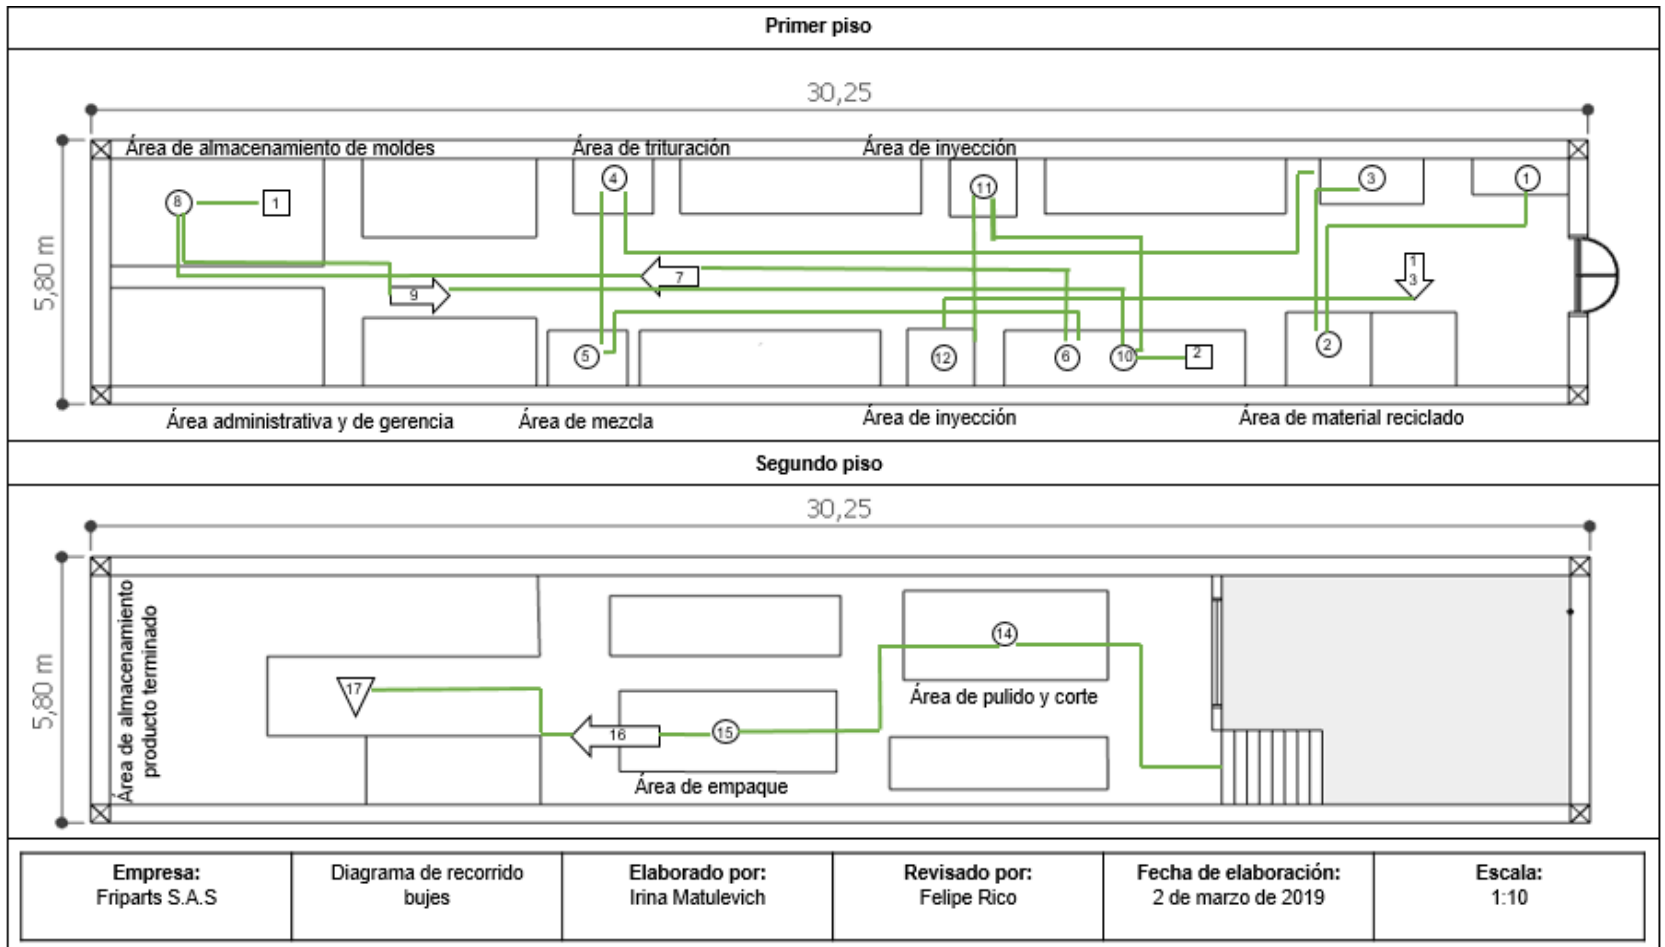 Primer piso
30,25
Área de almacenamiento de moldes
Área de trituración
Área de inyección
5,80 m
8
1
4
11
3
1
7
9
1
3
5
12
6
10
2
2
Área administrativa y de gerencia
Área de mezcla
Área de inyección
Área de material reciclado
Segundo piso
30,25
5,80 m
Área de almacenamiento
producto terminado
14
17
Área de pulido y corte
16
15
Área de empaque
Empresa:
Friparts S.A.S
Diagrama de recorrido
bujes
Elaborado por:
Irina Matulevich
Revisado por:
Felipe Rico
Fecha de elaboración:
2 de marzo de 2019
Escala:
1:10